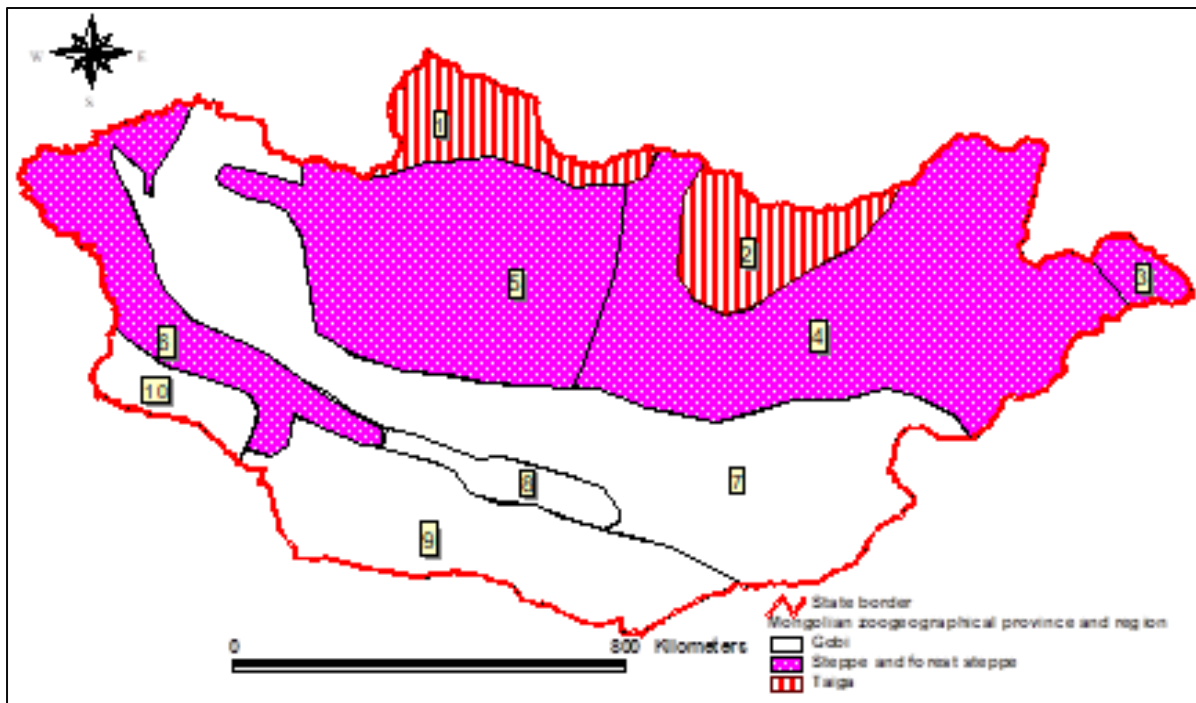 W E
S
1
2
3
5
4
6
10
8
7
9
State border
Mongolian zoogeographical province and region
Gobi
Steppe and forest steppe
Taiga
0 800 Kilometers